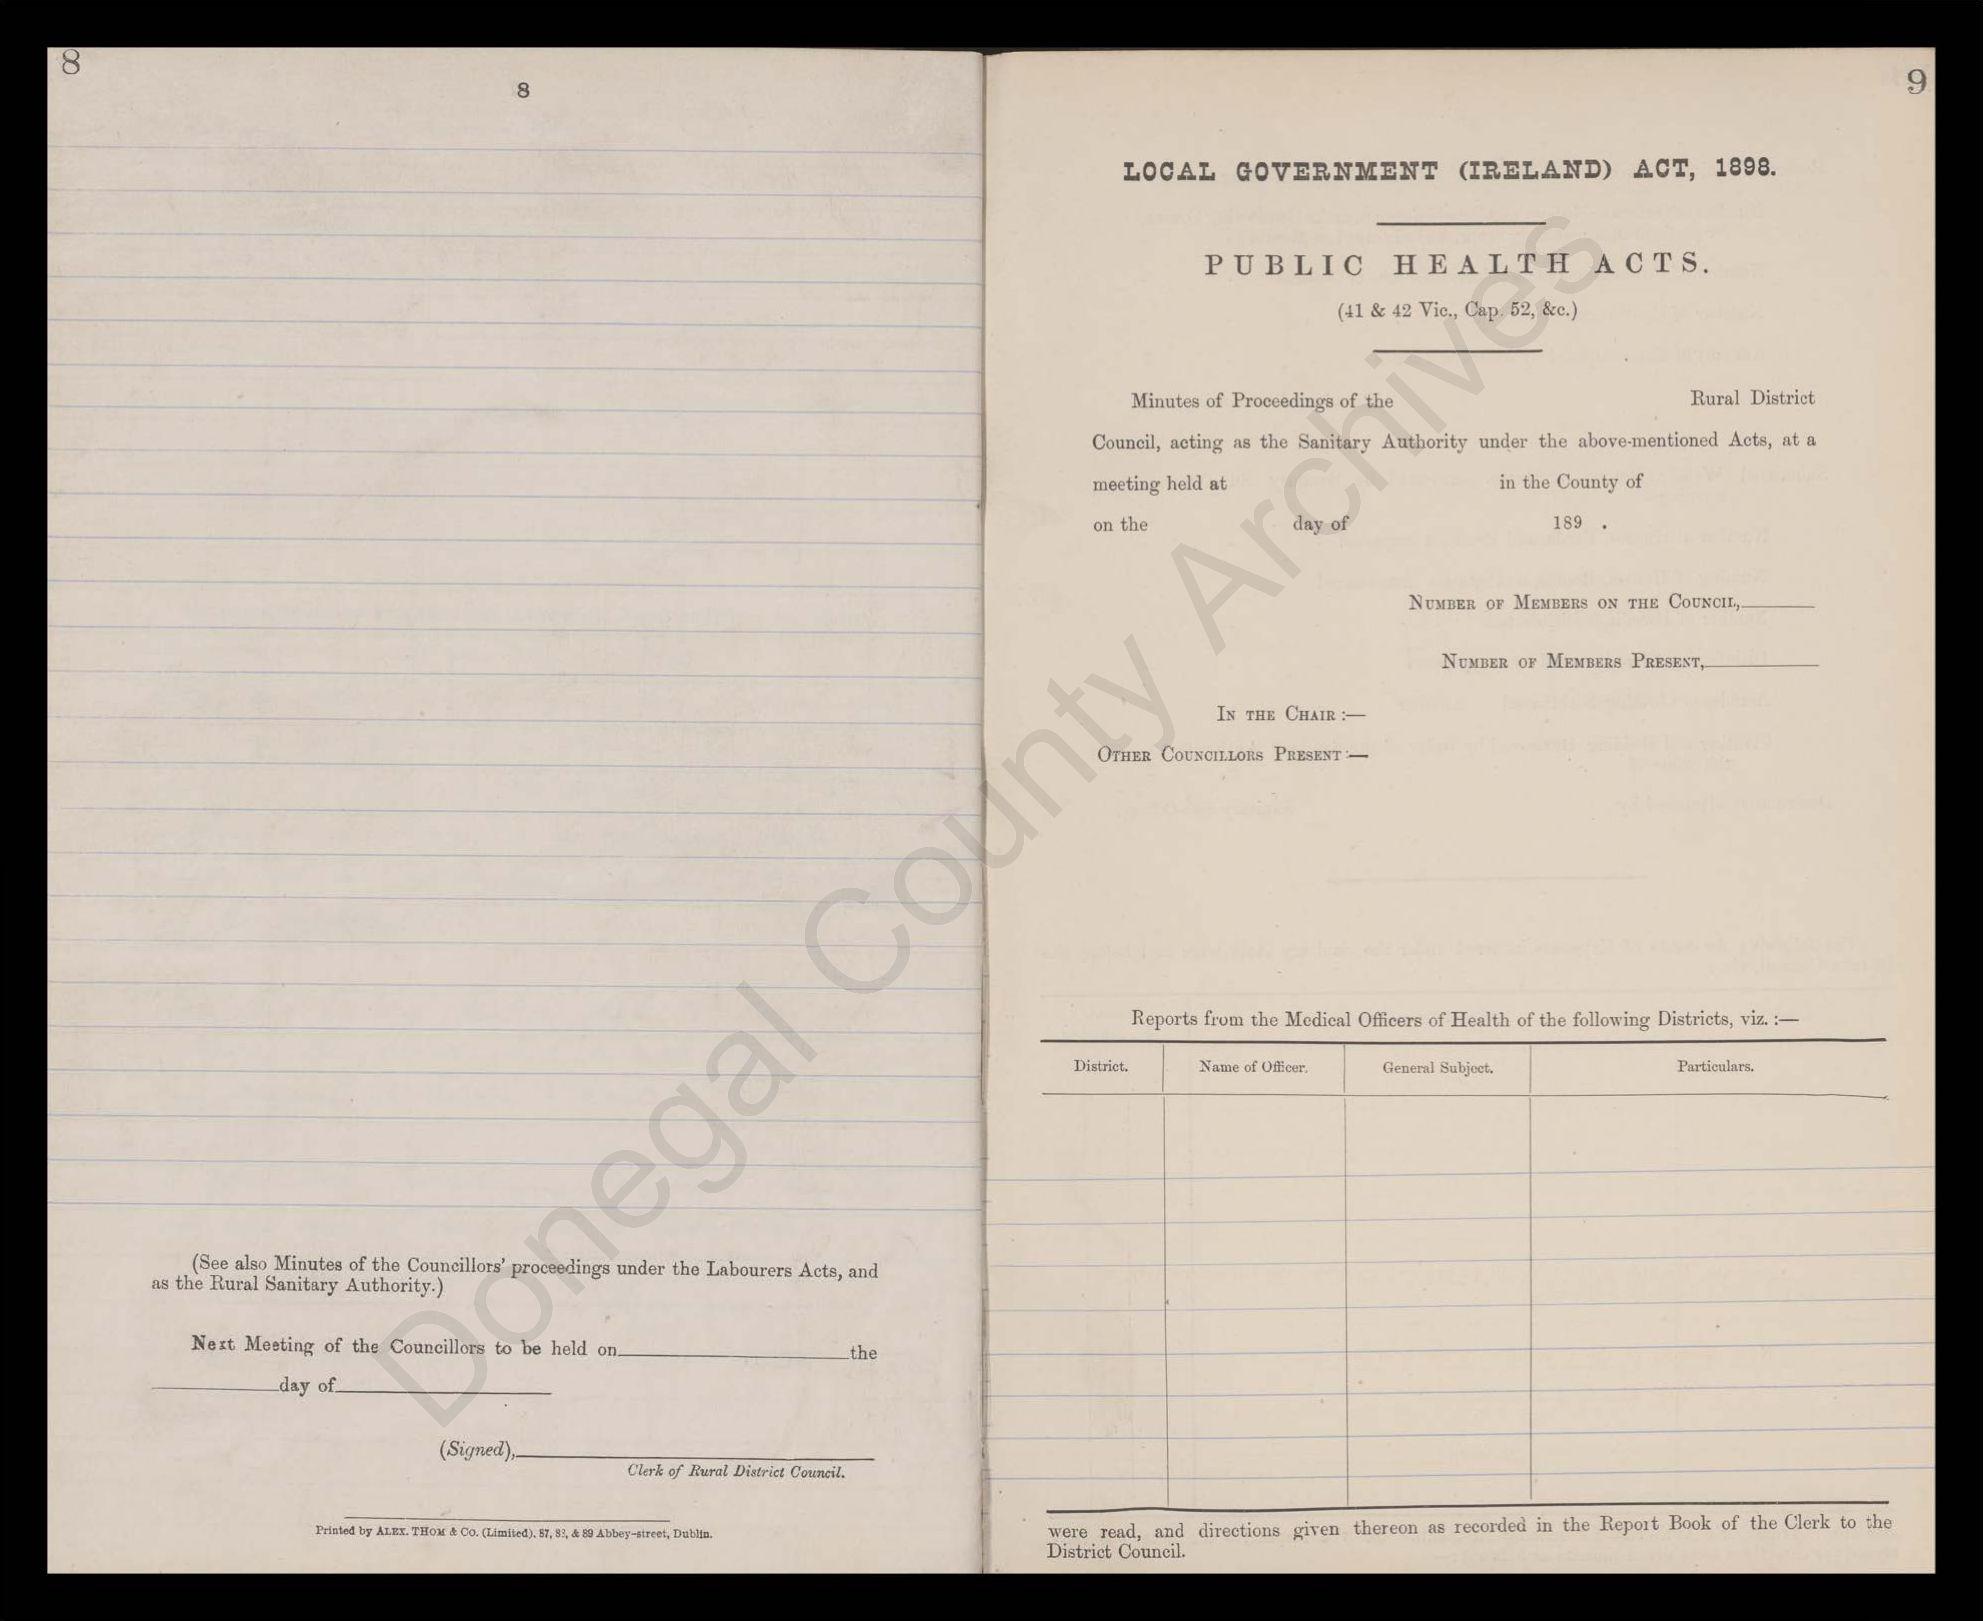 8
8
(See also Minutes of the Councillors' proceedings under the Labourers Acts, and
as the Rural Sanitary Authority.)
Next Meeting of the Councillors to be held on the
day of
(Signed),
Clerk of Rural District Council.
Printed by ALEX. THOM & Co. (Limited), 87, 88, & 89 Abbey-street, Dublin.
9
LOCAL GOVERNMENT (IRELAND) ACT, 1898.
PUBLIC HEALTH ACTS.
(41 & 42 Vic., Cap. 52, &c.)
Minutes of Proceedings of the Rural District
Council, acting as the Sanitary Authority under the above-mentioned Acts, at a
meeting held at in the County of
on the day of 189 .
NUMBER OF MEMBERS ON THE COUNCIL,
NUMBER OF MEMBERS PRESENT,
IN THE CHAIR :—
OTHER COUNCILLORS PRESENT :—
Reports from the Medical Officers of Health of the following Districts, viz. :—
District. Name of Officer. General Subject. Particulars.
were read, and directions given thereon as recorded in the Report Book of the Clerk to the
District Council.
Donegal County Archives